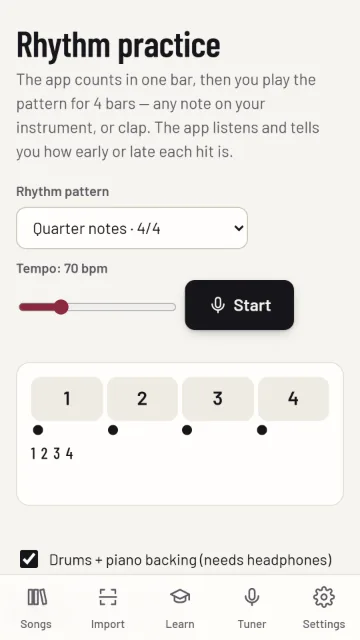 Rhythm practice
The app counts in one bar, then you play the
pattern for 4 bars — any note on your
instrument, or clap. The app listens and tells
you how early or late each hit is.
Rhythm pattern
Quarter notes · 4/4
Tempo: 70 bpm
Start
1 2 3 4
1 2 3 4
Drums + piano backing (needs headphones)
Songs Import Learn Tuner Settings